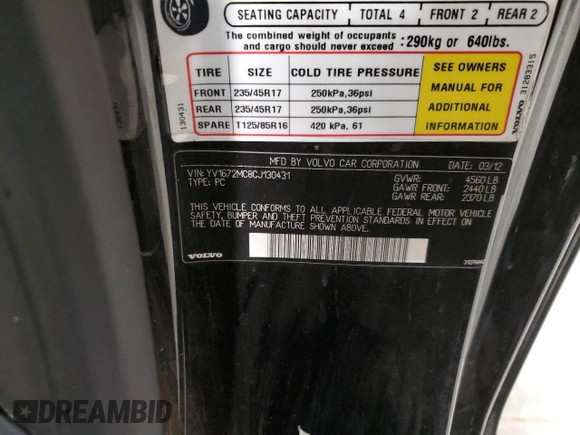 SEATING CAPACITY TOTAL 4 FRONT 2 REAR 2
The combined weight of occupants and cargo should never exceed : 290kg or 640lbs.
TIRE SIZE COLD TIRE PRESSURE
FRONT 235/45R17 250kPa,36psi
REAR 235/45R17 250kPa,36psi
SPARE T125/85R16 420 kPa, 61
SEE OWNERS
MANUAL FOR
ADDITIONAL
INFORMATION
130431
VOLVO 31283315
MFD BY VOLVO CAR CORPORATION DATE: 03/12
VIN: YV1672MC8CJ130431
TYPE: PC
GVWR: 4560 LB
GAWR FRONT: 2440 LB
GAWR REAR: 2370 LB
THIS VEHICLE CONFORMS TO ALL APPLICABLE FEDERAL MOTOR VEHICLE
SAFETY, BUMPER AND THEFT PREVENTION STANDARDS IN EFFECT ON
THE DATE OF MANUFACTURE SHOWN ABOVE.
VOLVO
DREAMBID